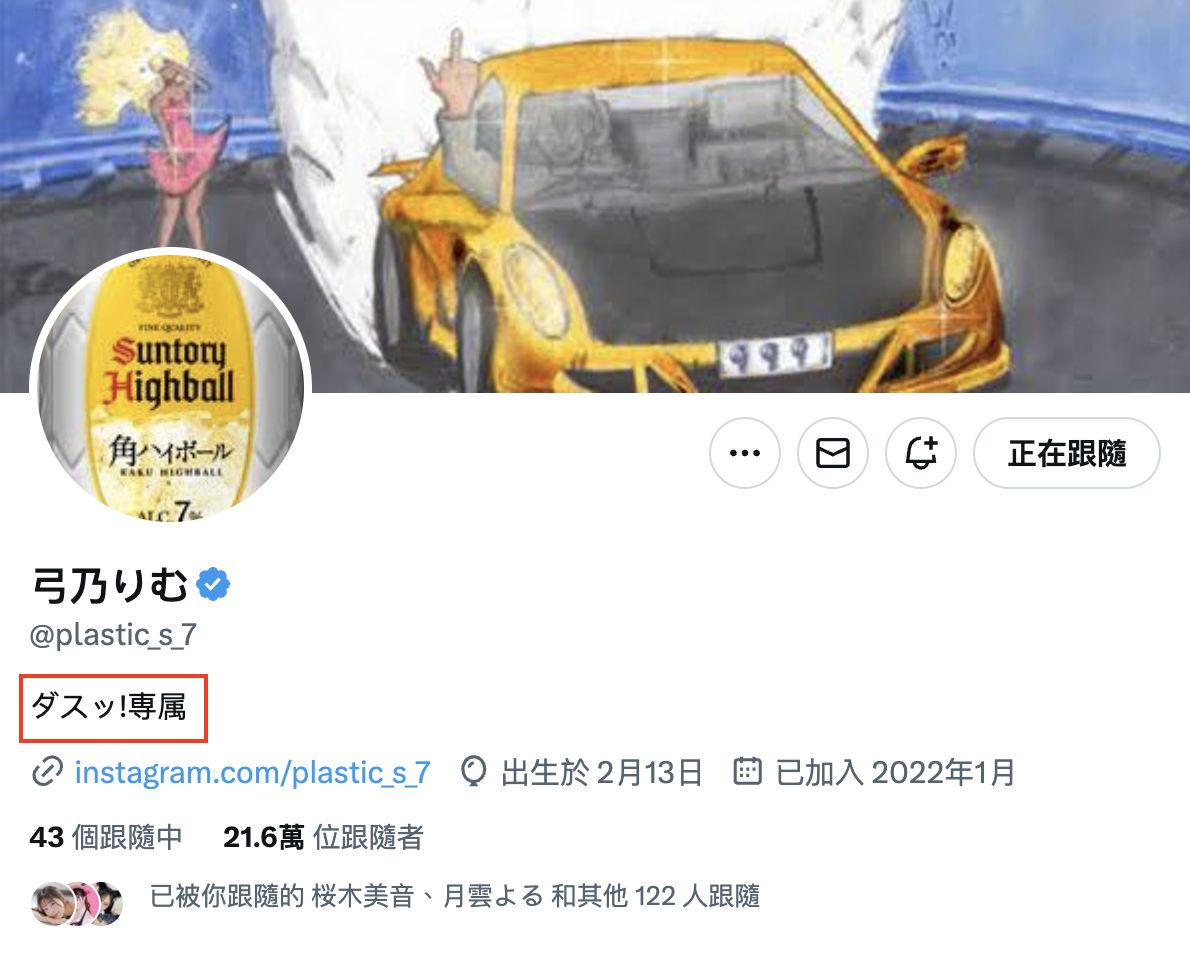 999
FINE QUALITY
Suntory
Highball
角ハイボール
KAKU HIGHBALL
ALC.7%
正在跟隨
弓乃りむ
@plastic_s_7
ダスッ!専属
instagram.com/plastic_s_7 出生於 2月13日 已加入 2022年1月
43 個跟隨中 21.6萬 位跟隨者
已被你跟隨的 桜木美音、月雲よる 和其他 122 人跟隨